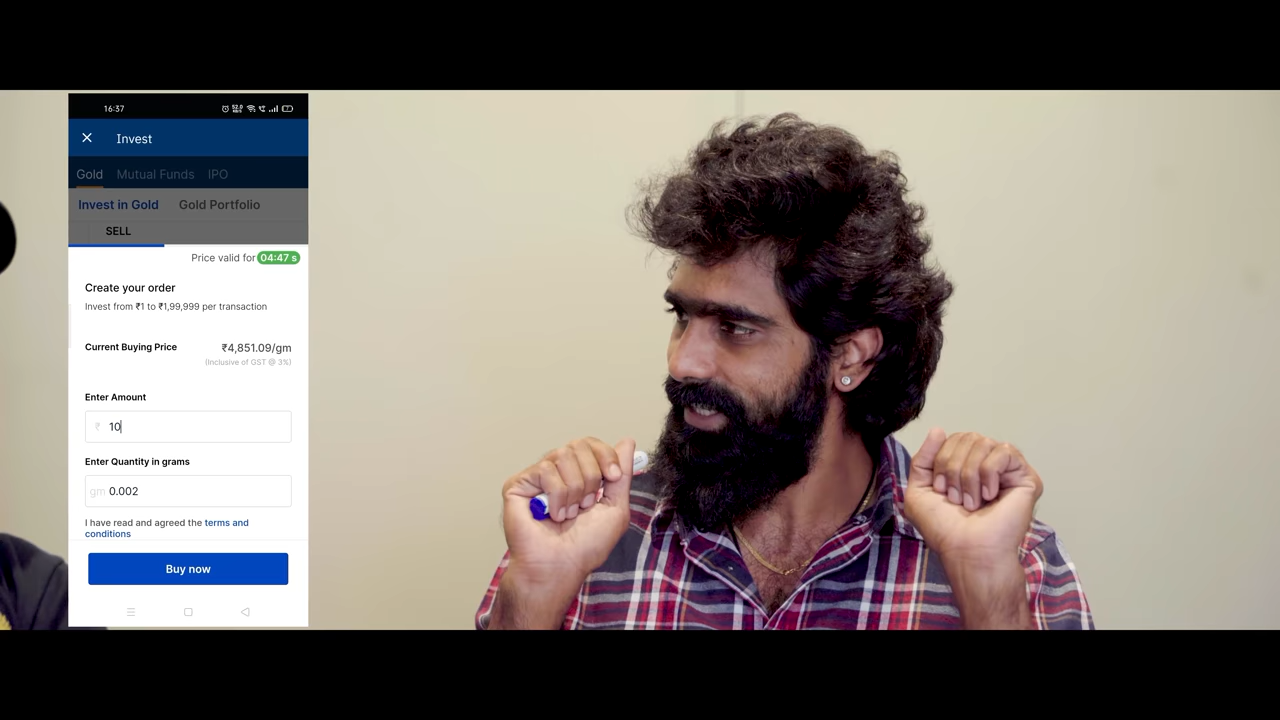 16:37
Invest
Gold Mutual Funds IPO
Invest in Gold Gold Portfolio
SELL
Price valid for 04:47 s
Create your order
Invest from ₹1 to ₹1,99,999 per transaction
Current Buying Price ₹4,851.09/gm
(Inclusive of GST @ 3%)
Enter Amount
₹ 10
Enter Quantity in grams
gm 0.002
I have read and agreed the terms and
conditions
Buy now